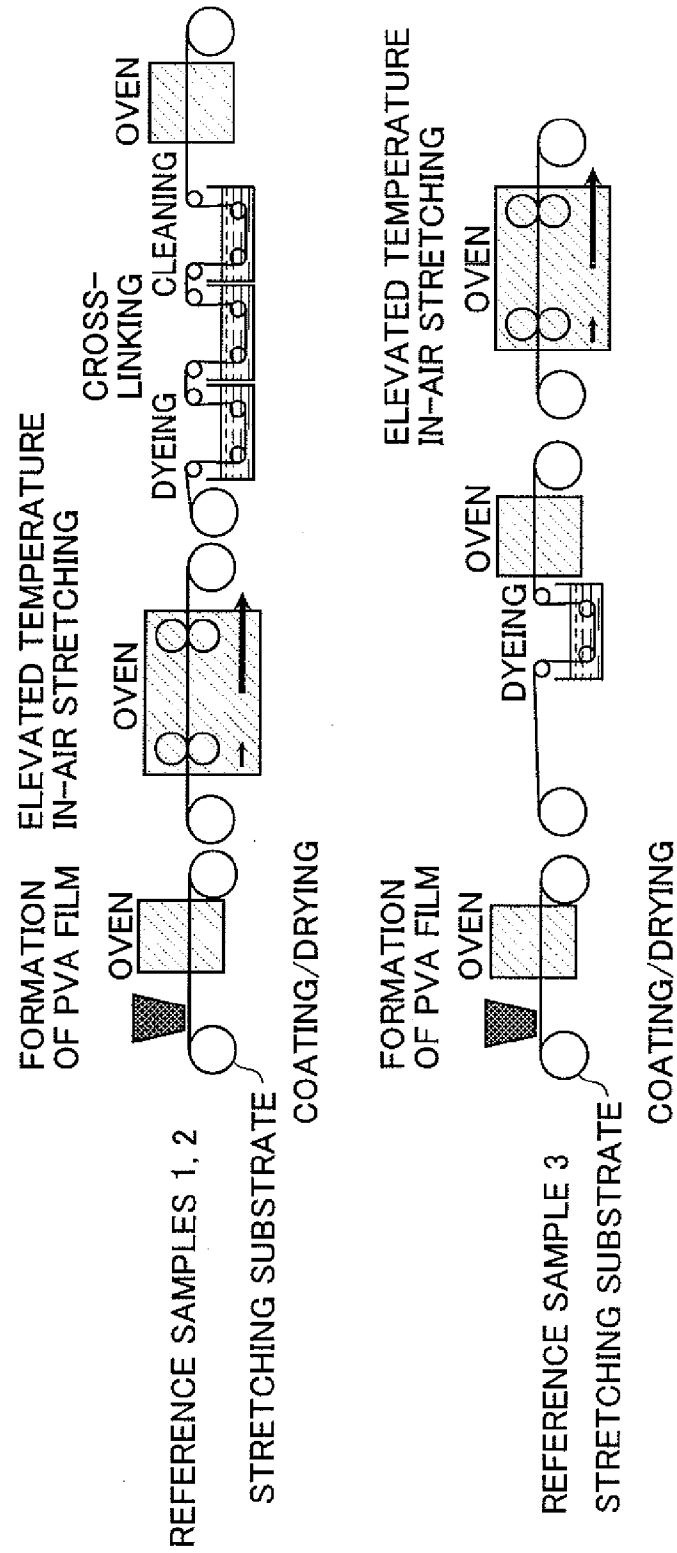 REFERENCE SAMPLES 1, 2
STRETCHING SUBSTRATE
FORMATION
OF PVA FILM
OVEN
COATING/DRYING
ELEVATED TEMPERATURE
IN-AIR STRETCHING
OVEN
DYEING
CROSS-
LINKING
CLEANING
OVEN
REFERENCE SAMPLE 3
STRETCHING SUBSTRATE
FORMATION
OF PVA FILM
OVEN
COATING/DRYING
DYEING
OVEN
ELEVATED TEMPERATURE
IN-AIR STRETCHING
OVEN